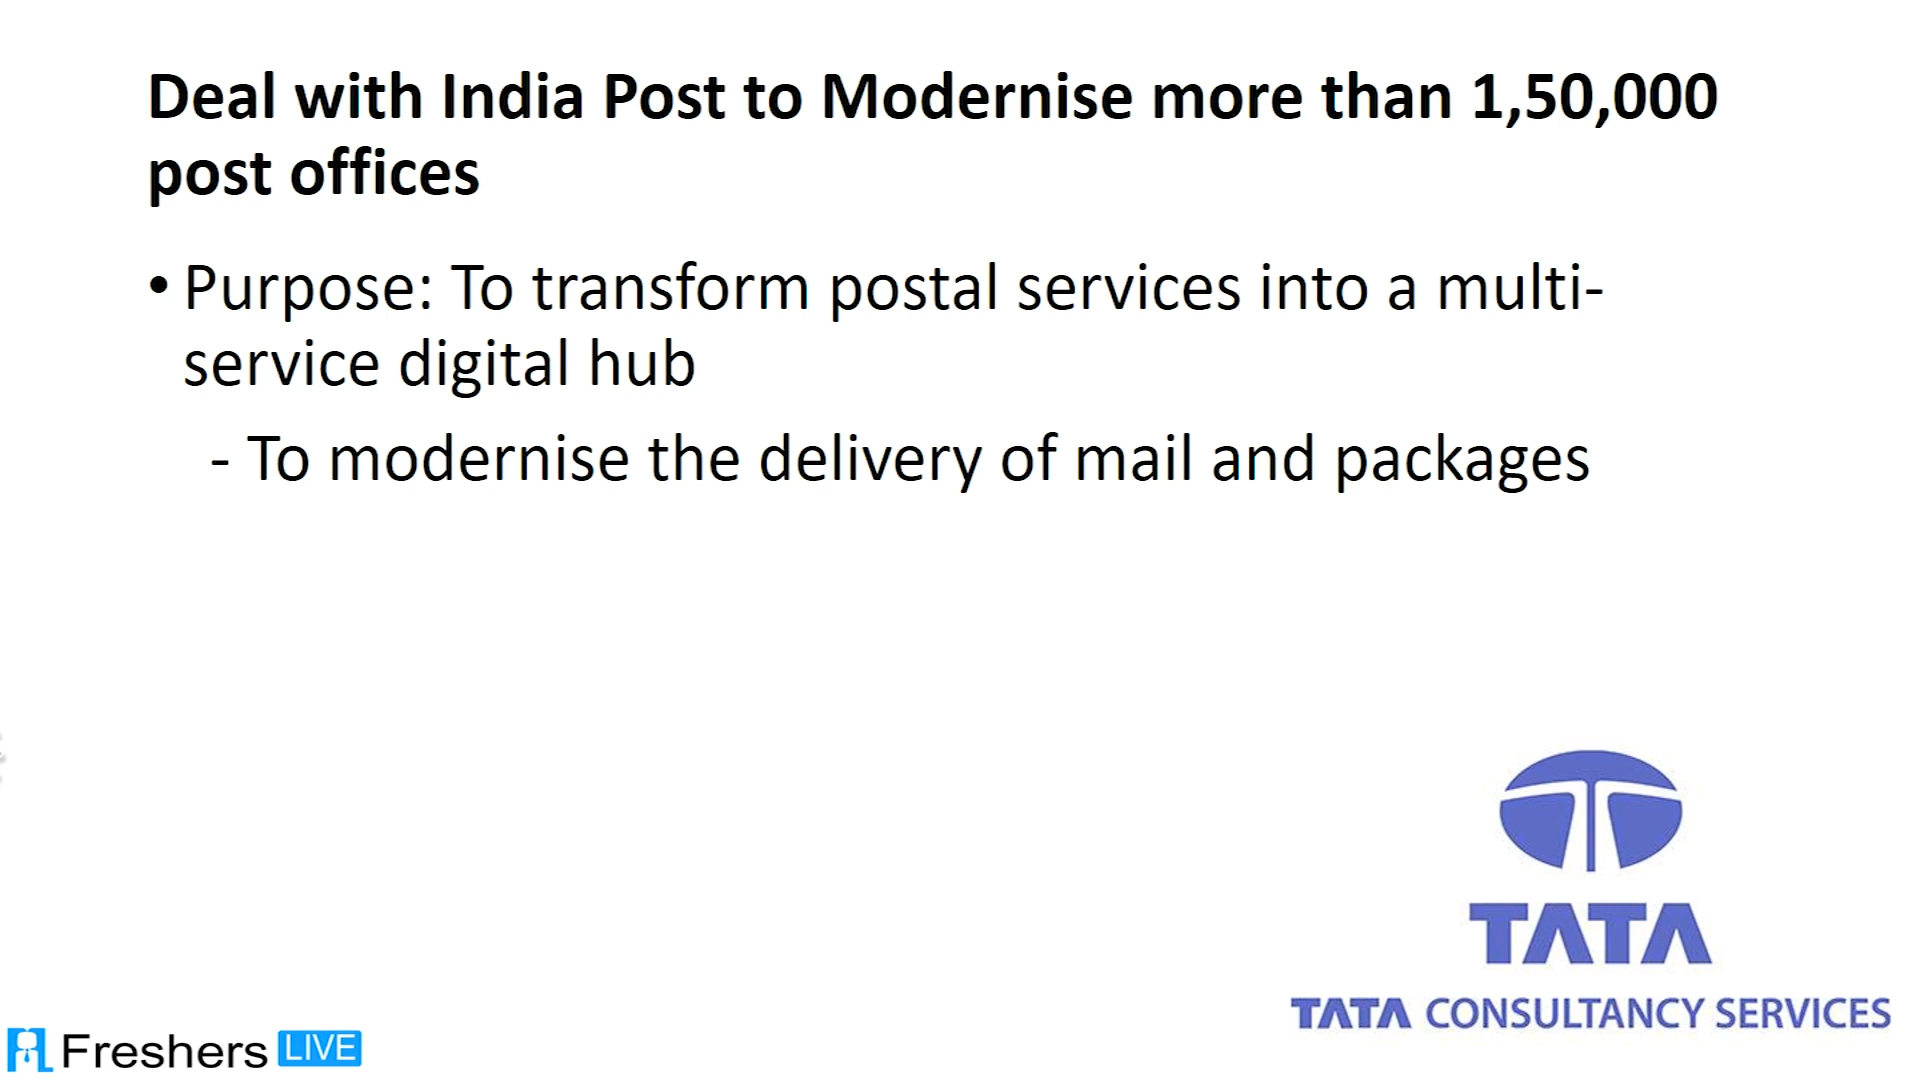 Deal with India Post to Modernise more than 1,50,000
post offices
• Purpose: To transform postal services into a multi-
service digital hub
- To modernise the delivery of mail and packages
TATA
TATA CONSULTANCY SERVICES
Freshers LIVE